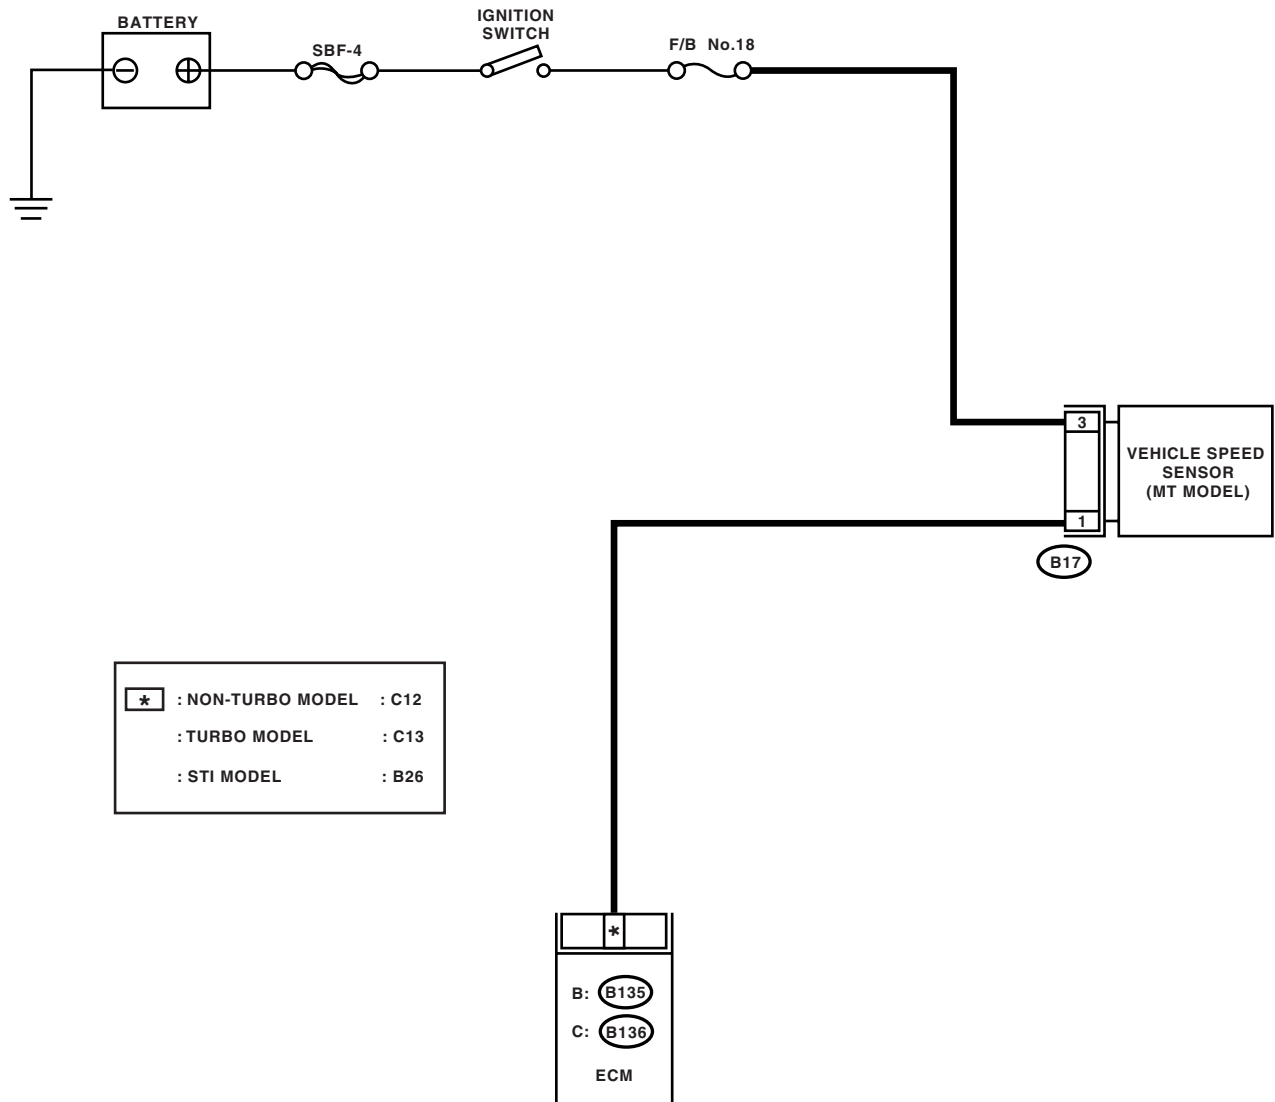 BATTERY
SBF-4
IGNITION
SWITCH
F/B No.18
3
VEHICLE SPEED
SENSOR
(MT MODEL)
1
B17
* : NON-TURBO MODEL : C12
: TURBO MODEL : C13
: STI MODEL : B26
*
B: B135
C: B136
ECM